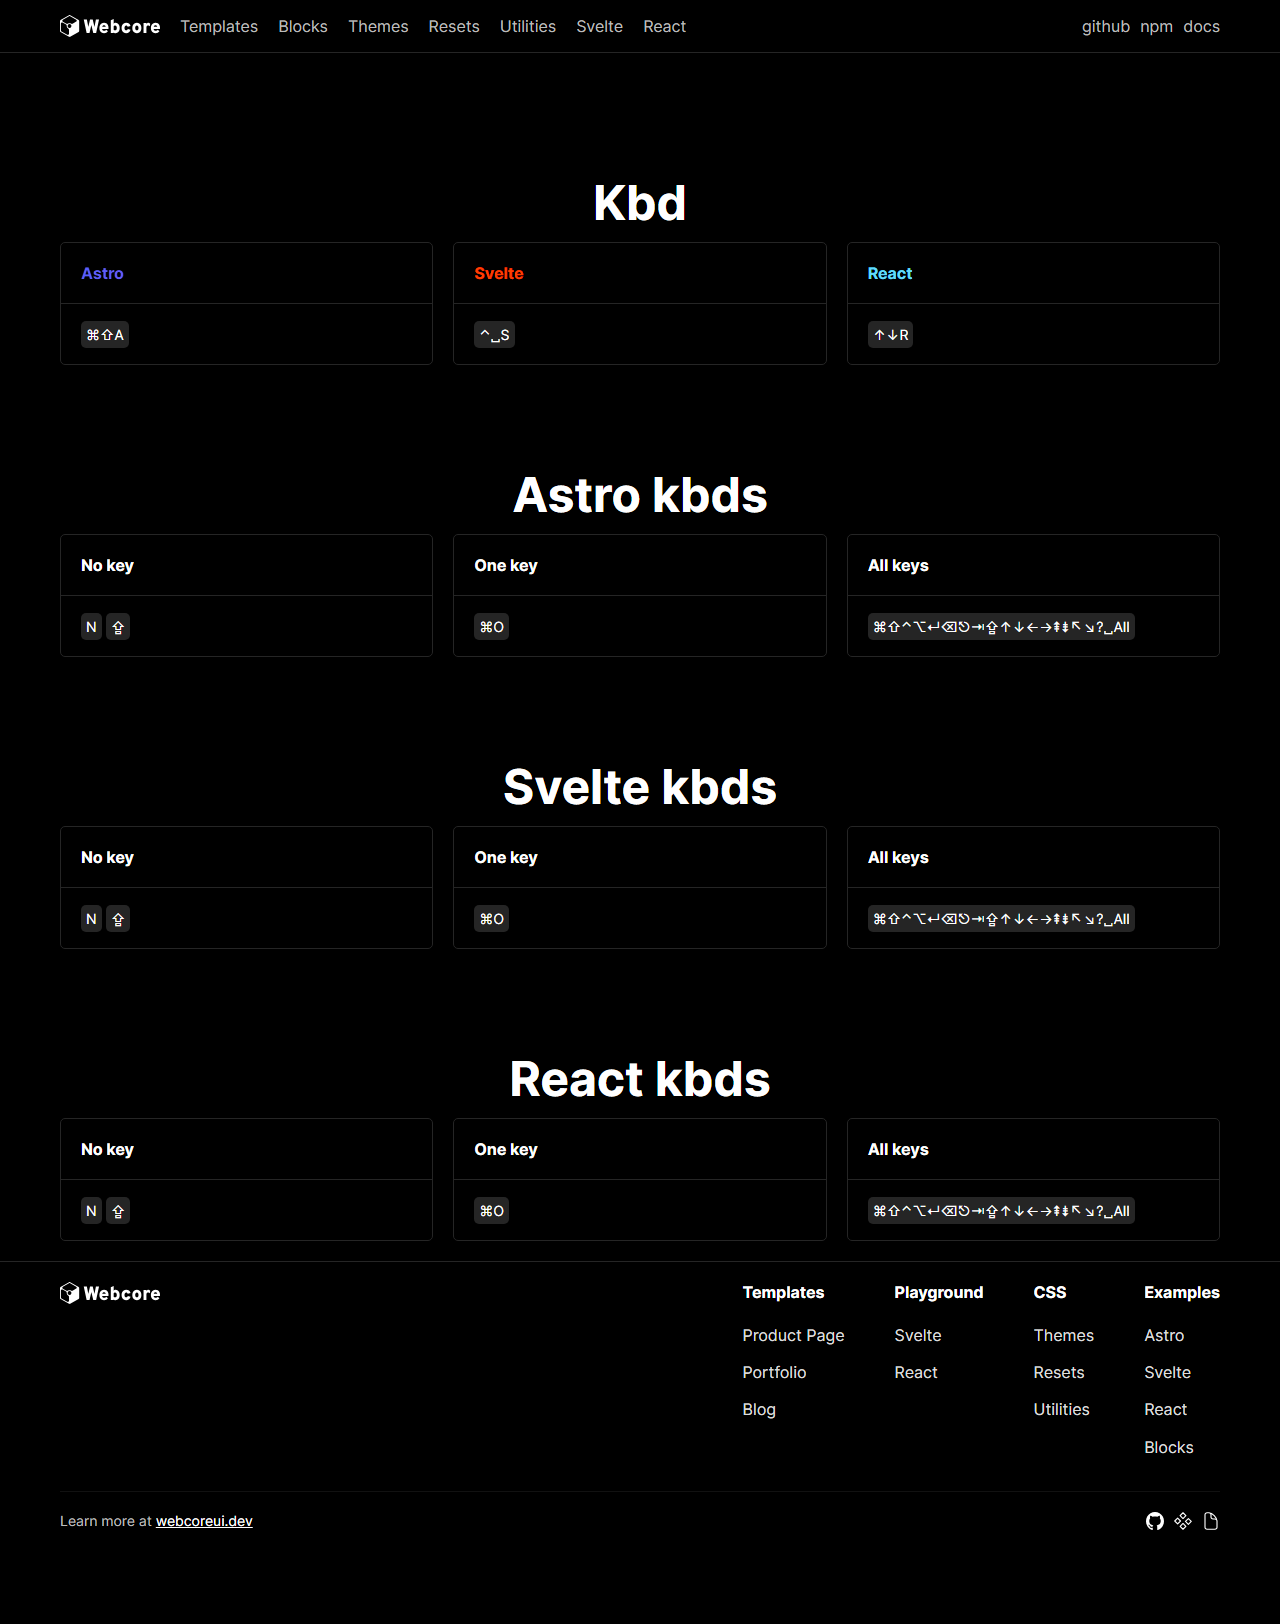 Webcore Templates Blocks Themes Resets Utilities Svelte React github npm docs
Kbd
Astro Svelte React
⌘⇧A ⌃␣S ↑↓R
Astro kbds
No key One key All keys
N ⇪ ⌘O ⌘⇧⌃⌥↵⌫⎋⇥⇪↑↓←→⇞⇟↖↘?␣All
Svelte kbds
No key One key All keys
N ⇪ ⌘O ⌘⇧⌃⌥↵⌫⎋⇥⇪↑↓←→⇞⇟↖↘?␣All
React kbds
No key One key All keys
N ⇪ ⌘O ⌘⇧⌃⌥↵⌫⎋⇥⇪↑↓←→⇞⇟↖↘?␣All
Webcore Templates Playground CSS Examples
Product Page Svelte Themes Astro
Portfolio React Resets Svelte
Blog Utilities React
Blocks
Learn more at webcoreui.dev